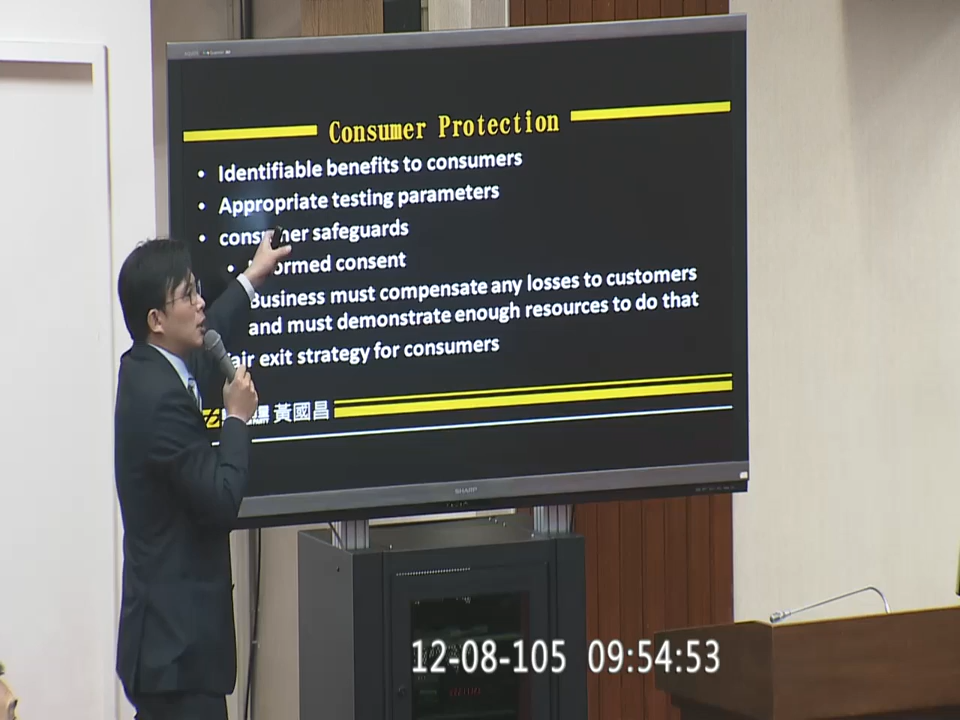 Consumer Protection
• Identifiable benefits to consumers
• Appropriate testing parameters
• consumer safeguards
• ormed consent
Business must compensate any losses to customers
and must demonstrate enough resources to do that
fair exit strategy for consumers
黃國昌
SHARP
12-08-105 09:54:53